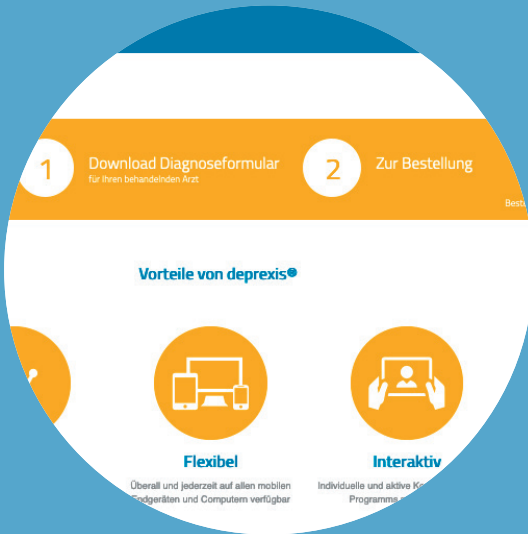 1
Download Diagnoseformular
für Ihren behandelnden Arzt
2
Zur Bestellung
Vorteile von deprexis®
Flexibel
Überall und jederzeit auf allen mobilen
Endgeräten und Computern verfügbar
Interaktiv
Individuelle und aktive
Programms